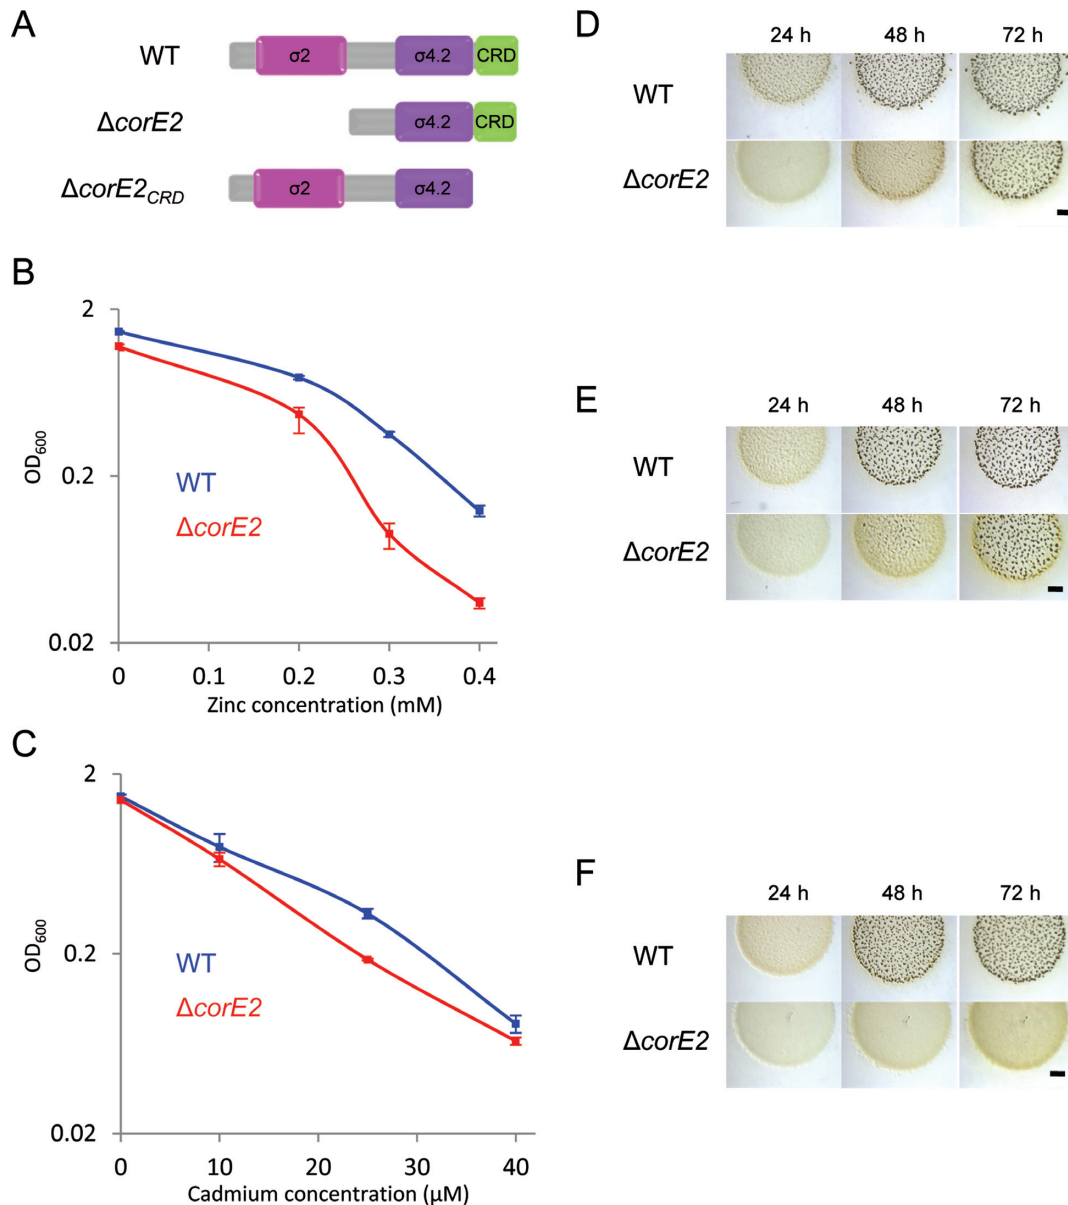 A
WT
σ2
σ4.2
CRD
ΔcorE2
σ4.2
CRD
ΔcorE2CRD
σ2
σ4.2
B
2
0.2
0.02
OD600
WT
ΔcorE2
0
0.1
0.2
0.3
0.4
Zinc concentration (mM)
C
2
0.2
0.02
OD600
WT
ΔcorE2
0
10
20
30
40
Cadmium concentration (µM)
D
24 h
48 h
72 h
WT
ΔcorE2
E
24 h
48 h
72 h
WT
ΔcorE2
F
24 h
48 h
72 h
WT
ΔcorE2